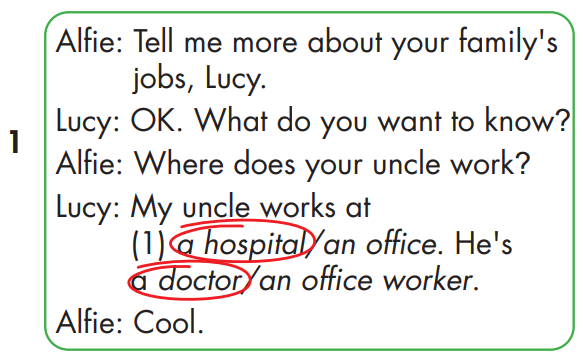 Alfie: Tell me more about your family's
jobs, Lucy.
Lucy: OK. What do you want to know?
1
Alfie: Where does your uncle work?
Lucy: My uncle works at
(1) a hospital/an office. He's
a doctor/an office worker.
Alfie: Cool.